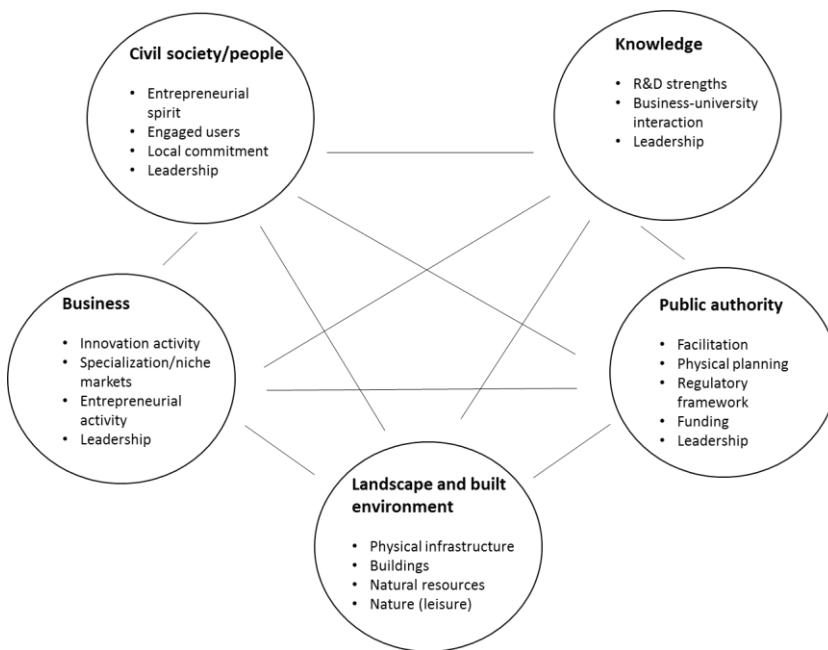 Civil society/people
• Entrepreneurial
spirit
• Engaged users
• Local commitment
• Leadership
Knowledge
• R&D strengths
• Business-university
interaction
• Leadership
Business
• Innovation activity
• Specialization/niche
markets
• Entrepreneurial
activity
• Leadership
Public authority
• Facilitation
• Physical planning
• Regulatory
framework
• Funding
• Leadership
Landscape and built
environment
• Physical infrastructure
• Buildings
• Natural resources
• Nature (leisure)